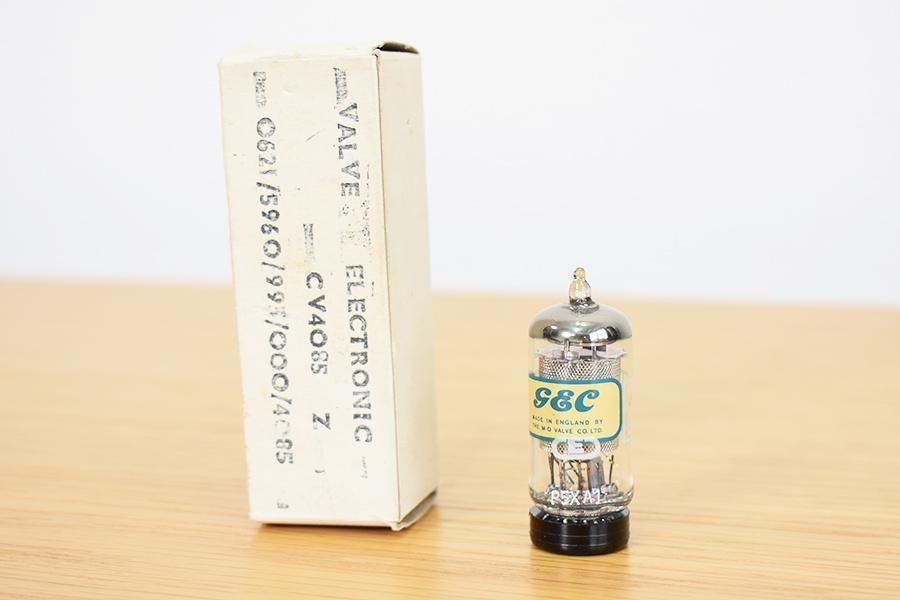 VALVE ELECTRONIC
CV4085 Z
0621/5960/99
/000/4085
GEC
MADE IN ENGLAND BY
THE M-O VALVE CO. LTD.